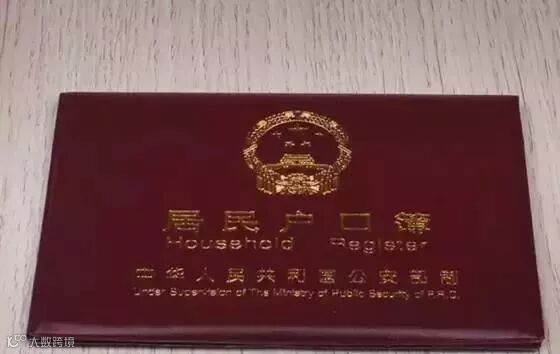 居民户口簿
Household Register
中华人民共和国公安部制
Under Supervision of The Ministry of Public Security of P.R.C.
大数跨境